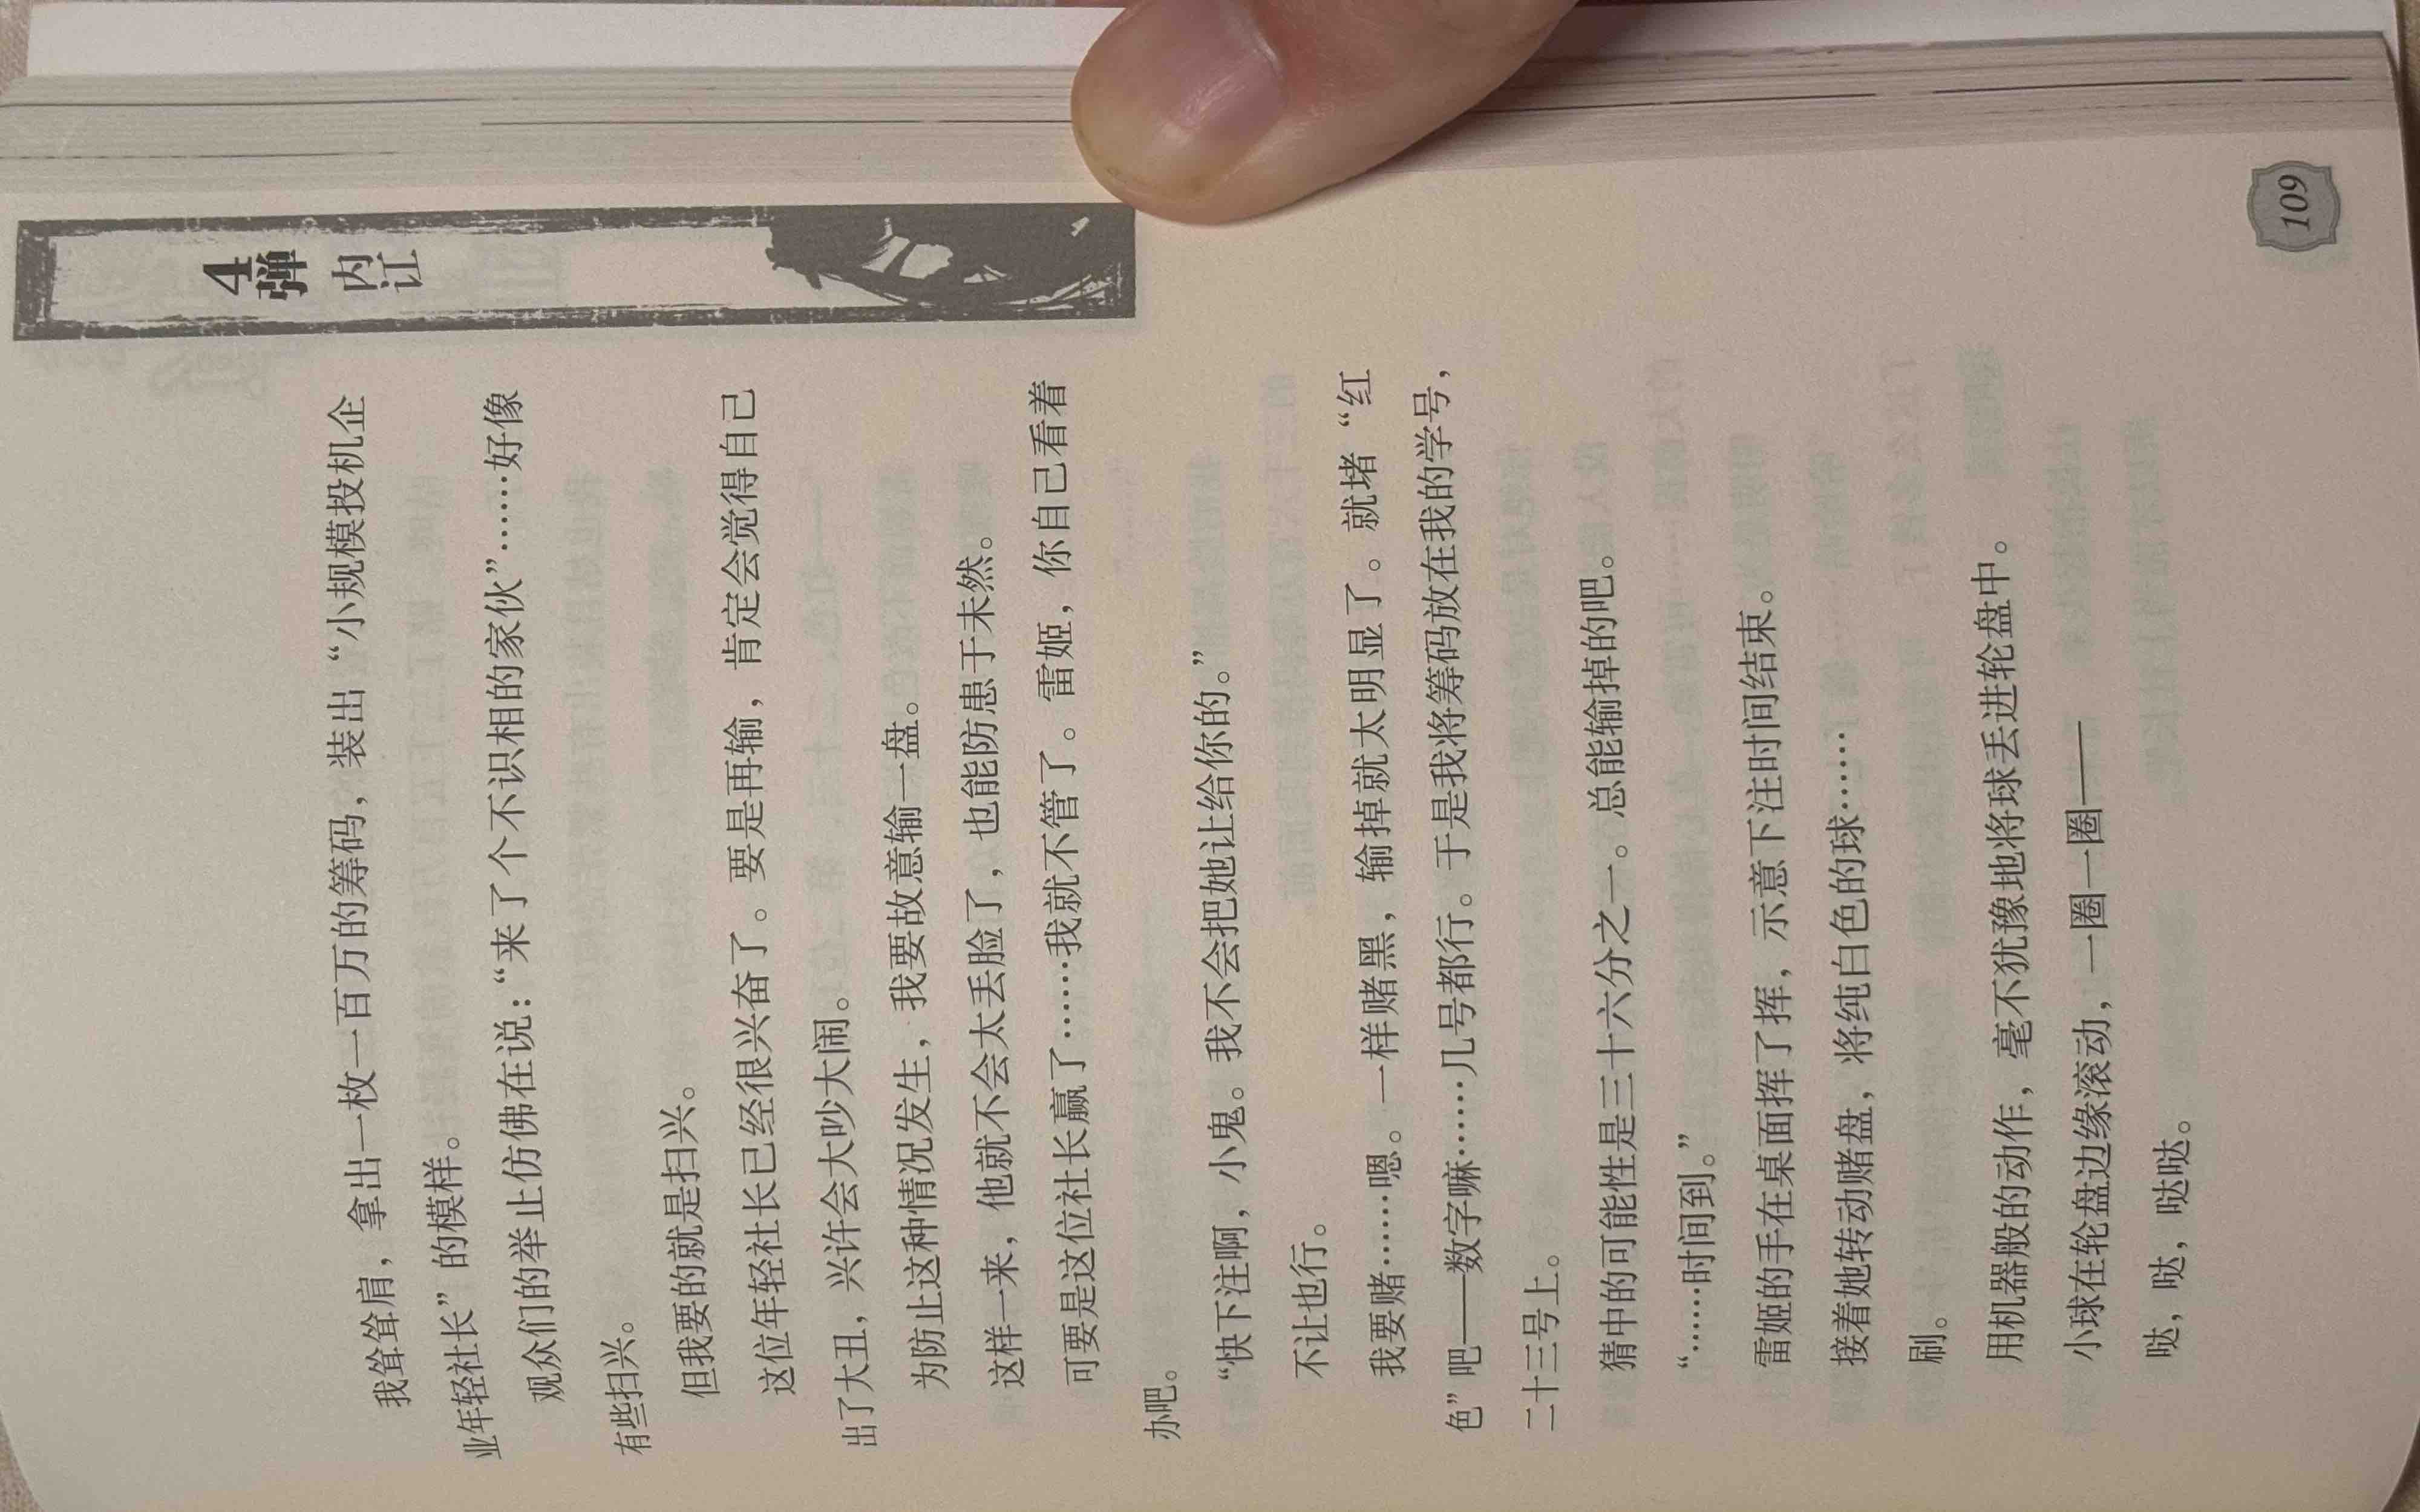 4弹 内讧
我耸耸肩，拿出一枚一百万的筹码，装出“小规模投机企
业年轻社长”的模样。
观众们的举止仿佛在说：“来了个不识相的家伙”……好像
有些扫兴。
但我要的就是扫兴。
这位年轻社长已经很兴奋了。要是再输，肯定会觉得自己
出了大丑，兴许会大吵大闹。
为防止这种情况发生，我要故意输一盘。
这样一来，他就不会太丢脸了，也能防患于未然。
可要是这位社长赢了……我就不管了。雷姬，你自己看着
办吧。
“快下注啊，小鬼。我不会把她让给你的。”
不让也行。
我要赌……嗯。一样赌黑，输掉就太明显了。就堵“红
色”吧——数字嘛……几号都行。于是我将筹码放在我的学号，
二十三号上。
猜中的可能性是三十六分之一。总能输掉的吧。
“……时间到。”
雷姬的手在桌面挥了挥，示意下注时间结束。
接着她转动赌盘，将纯白色的球……
刷。
用机器般的动作，毫不犹豫地将球丢进轮盘中。
小球在轮盘边缘滚动，一圈一圈——
哒，哒，哒哒。
109